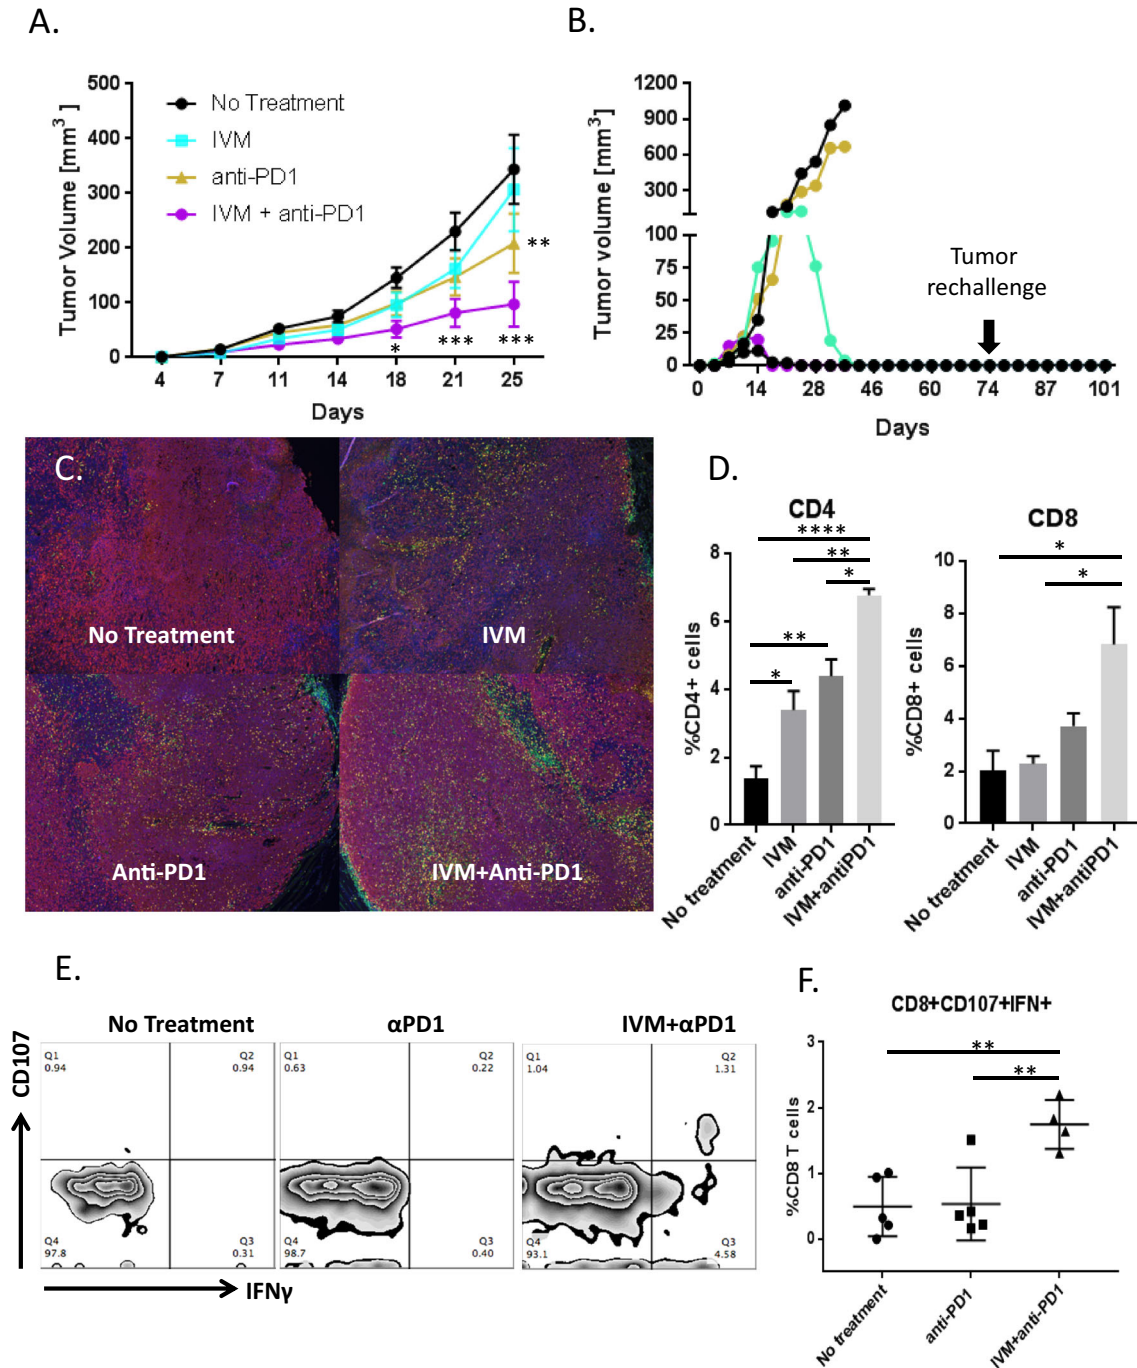 A.
Tumor Volume [mm³ ]
500
400
300
200
100
0
No Treatment
IVM
anti-PD1
IVM + anti-PD1
**
* *** ***
4 7 11 14 18 21 25
Days
B.
Tumor volume [mm³ ]
1200
900
600
300
100
75
50
25
0
Tumor
rechallenge
0 14 28 46 60 74 87 101
Days
C.
No Treatment
IVM
Anti-PD1
IVM+Anti-PD1
D.
CD4
****
**
*
**
*
%CD4+ cells
8
6
4
2
0
No treatment
IVM
anti-PD1
IVM+antiPD1
CD8
*
*
%CD8+ cells
10
8
6
4
2
0
No treatment
IVM
anti-PD1
IVM+antiPD1
E.
No Treatment
αPD1
IVM+αPD1
CD107
Q1
0.94
Q2
0.94
Q4
97.8
Q3
0.31
Q1
0.63
Q2
0.22
Q4
98.7
Q3
0.40
Q1
1.04
Q2
1.31
Q4
93.1
Q3
4.58
IFNγ
F.
CD8+CD107+IFN+
**
**
%CD8 T cells
3
2
1
0
No treatment
anti-PD1
IVM+anti-PD1